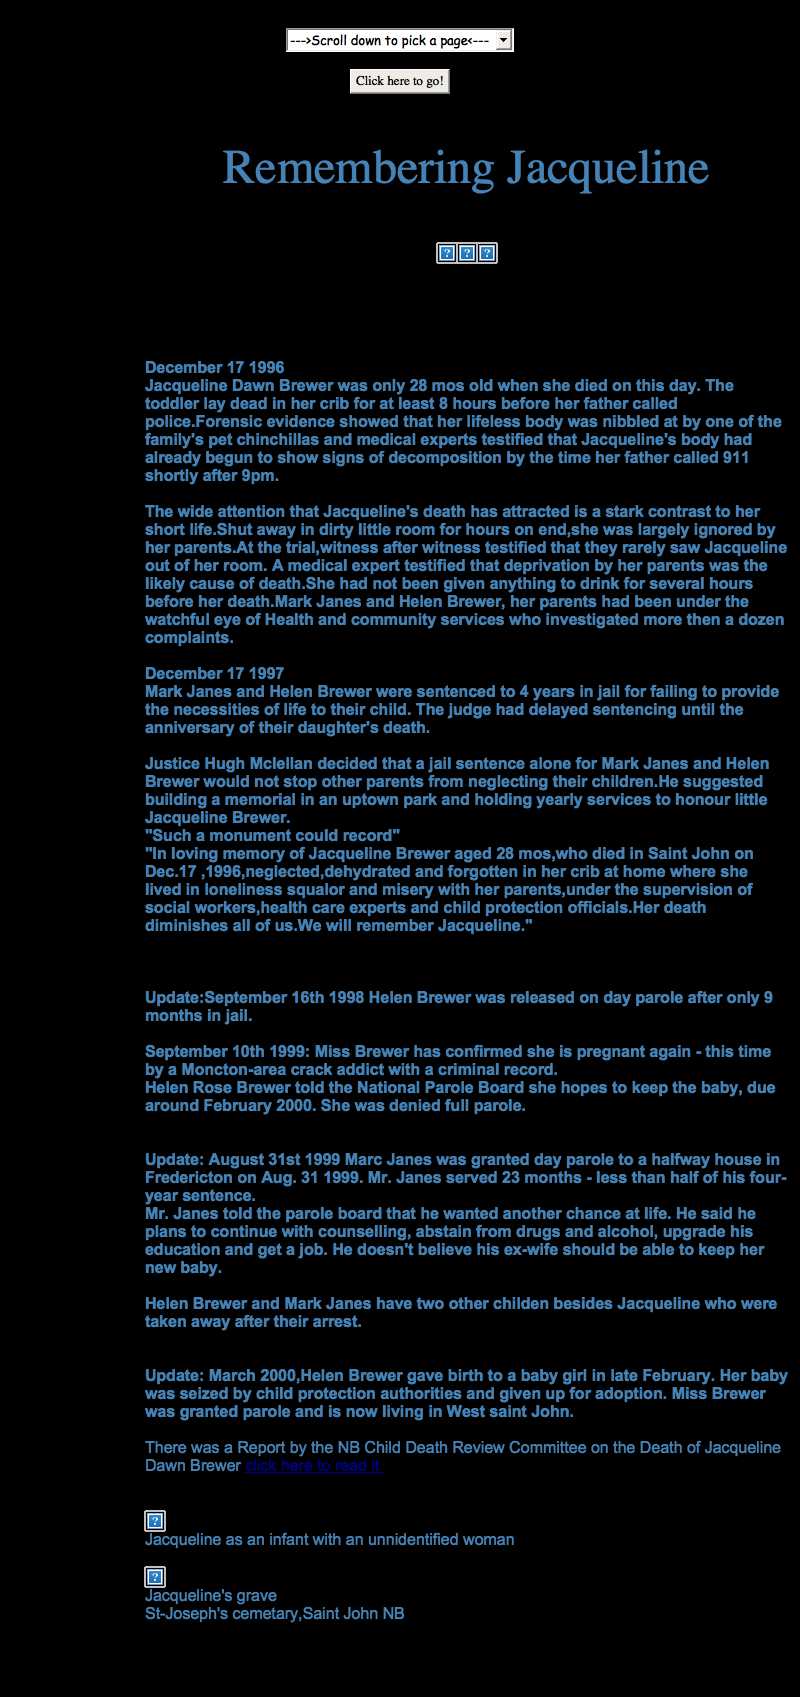 --->Scroll down to pick a page<---
Click here to go!
Remembering Jacqueline
December 17 1996
Jacqueline Dawn Brewer was only 28 mos old when she died on this day. The
toddler lay dead in her crib for at least 8 hours before her father called
police.Forensic evidence showed that her lifeless body was nibbled at by one of the
family's pet chinchillas and medical experts testified that Jacqueline's body had
already begun to show signs of decomposition by the time her father called 911
shortly after 9pm.
The wide attention that Jacqueline's death has attracted is a stark contrast to her
short life.Shut away in dirty little room for hours on end,she was largely ignored by
her parents.At the trial,witness after witness testified that they rarely saw Jacqueline
out of her room. A medical expert testified that deprivation by her parents was the
likely cause of death.She had not been given anything to drink for several hours
before her death.Mark Janes and Helen Brewer, her parents had been under the
watchful eye of Health and community services who investigated more then a dozen
complaints.
December 17 1997
Mark Janes and Helen Brewer were sentenced to 4 years in jail for failing to provide
the necessities of life to their child. The judge had delayed sentencing until the
anniversary of their daughter's death.
Justice Hugh Mclellan decided that a jail sentence alone for Mark Janes and Helen
Brewer would not stop other parents from neglecting their children.He suggested
building a memorial in an uptown park and holding yearly services to honour little
Jacqueline Brewer.
"Such a monument could record"
"In loving memory of Jacqueline Brewer aged 28 mos,who died in Saint John on
Dec.17 ,1996,neglected,dehydrated and forgotten in her crib at home where she
lived in loneliness squalor and misery with her parents,under the supervision of
social workers,health care experts and child protection officials.Her death
diminishes all of us.We will remember Jacqueline."
Update:September 16th 1998 Helen Brewer was released on day parole after only 9
months in jail.
September 10th 1999: Miss Brewer has confirmed she is pregnant again - this time
by a Moncton-area crack addict with a criminal record.
Helen Rose Brewer told the National Parole Board she hopes to keep the baby, due
around February 2000. She was denied full parole.
Update: August 31st 1999 Marc Janes was granted day parole to a halfway house in
Fredericton on Aug. 31 1999. Mr. Janes served 23 months - less than half of his four-
year sentence.
Mr. Janes told the parole board that he wanted another chance at life. He said he
plans to continue with counselling, abstain from drugs and alcohol, upgrade his
education and get a job. He doesn't believe his ex-wife should be able to keep her
new baby.
Helen Brewer and Mark Janes have two other childen besides Jacqueline who were
taken away after their arrest.
Update: March 2000,Helen Brewer gave birth to a baby girl in late February. Her baby
was seized by child protection authorities and given up for adoption. Miss Brewer
was granted parole and is now living in West saint John.
There was a Report by the NB Child Death Review Committee on the Death of Jacqueline
Dawn Brewer click here to read it
Jacqueline as an infant with an unnidentified woman
Jacqueline's grave
St-Joseph's cemetary,Saint John NB